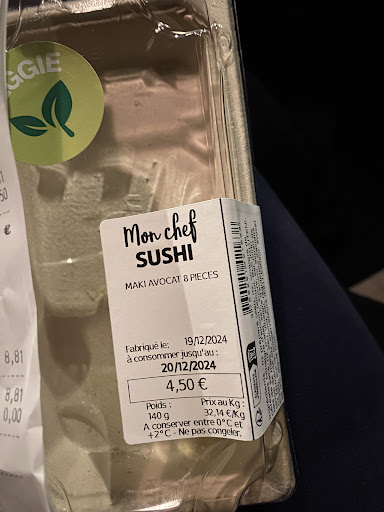 GGIE
€
8,81
8,81
0,00
Mon chef
SUSHI
MAKI AVOCAT 8 PIECES
Fabriqué le: 19/12/2024
à consommer jusqu'au :
20/12/2024
4,50 €
Poids : Prix au Kg :
140 g 32,14 €/Kg
A conserver entre 0°C et
+2°C - Ne pas congeler.